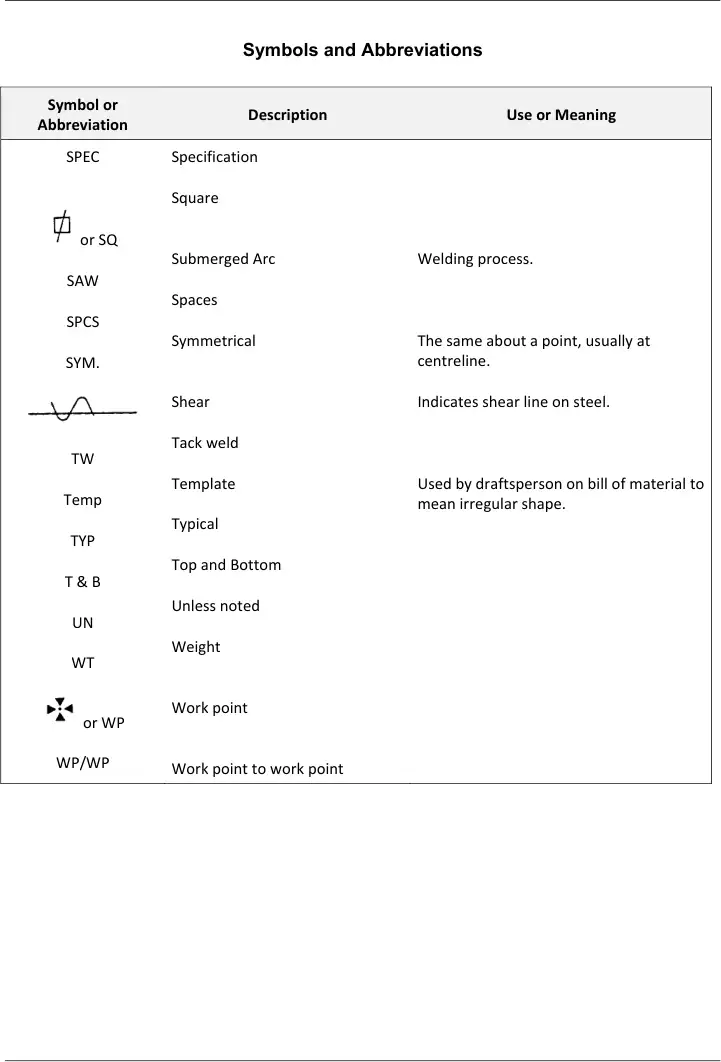 Symbols and Abbreviations
Symbol or
Abbreviation
Description
Use or Meaning
SPEC
Specification
Square
or SQ
Submerged Arc
Welding process.
SAW
Spaces
SPCS
Symmetrical
The same about a point, usually at
centreline.
SYM.
Shear
Indicates shear line on steel.
Tack weld
TW
Template
Used by draftsperson on bill of material to
mean irregular shape.
Temp
Typical
TYP
Top and Bottom
T & B
Unless noted
UN
Weight
WT
Work point
or WP
WP/WP
Work point to work point